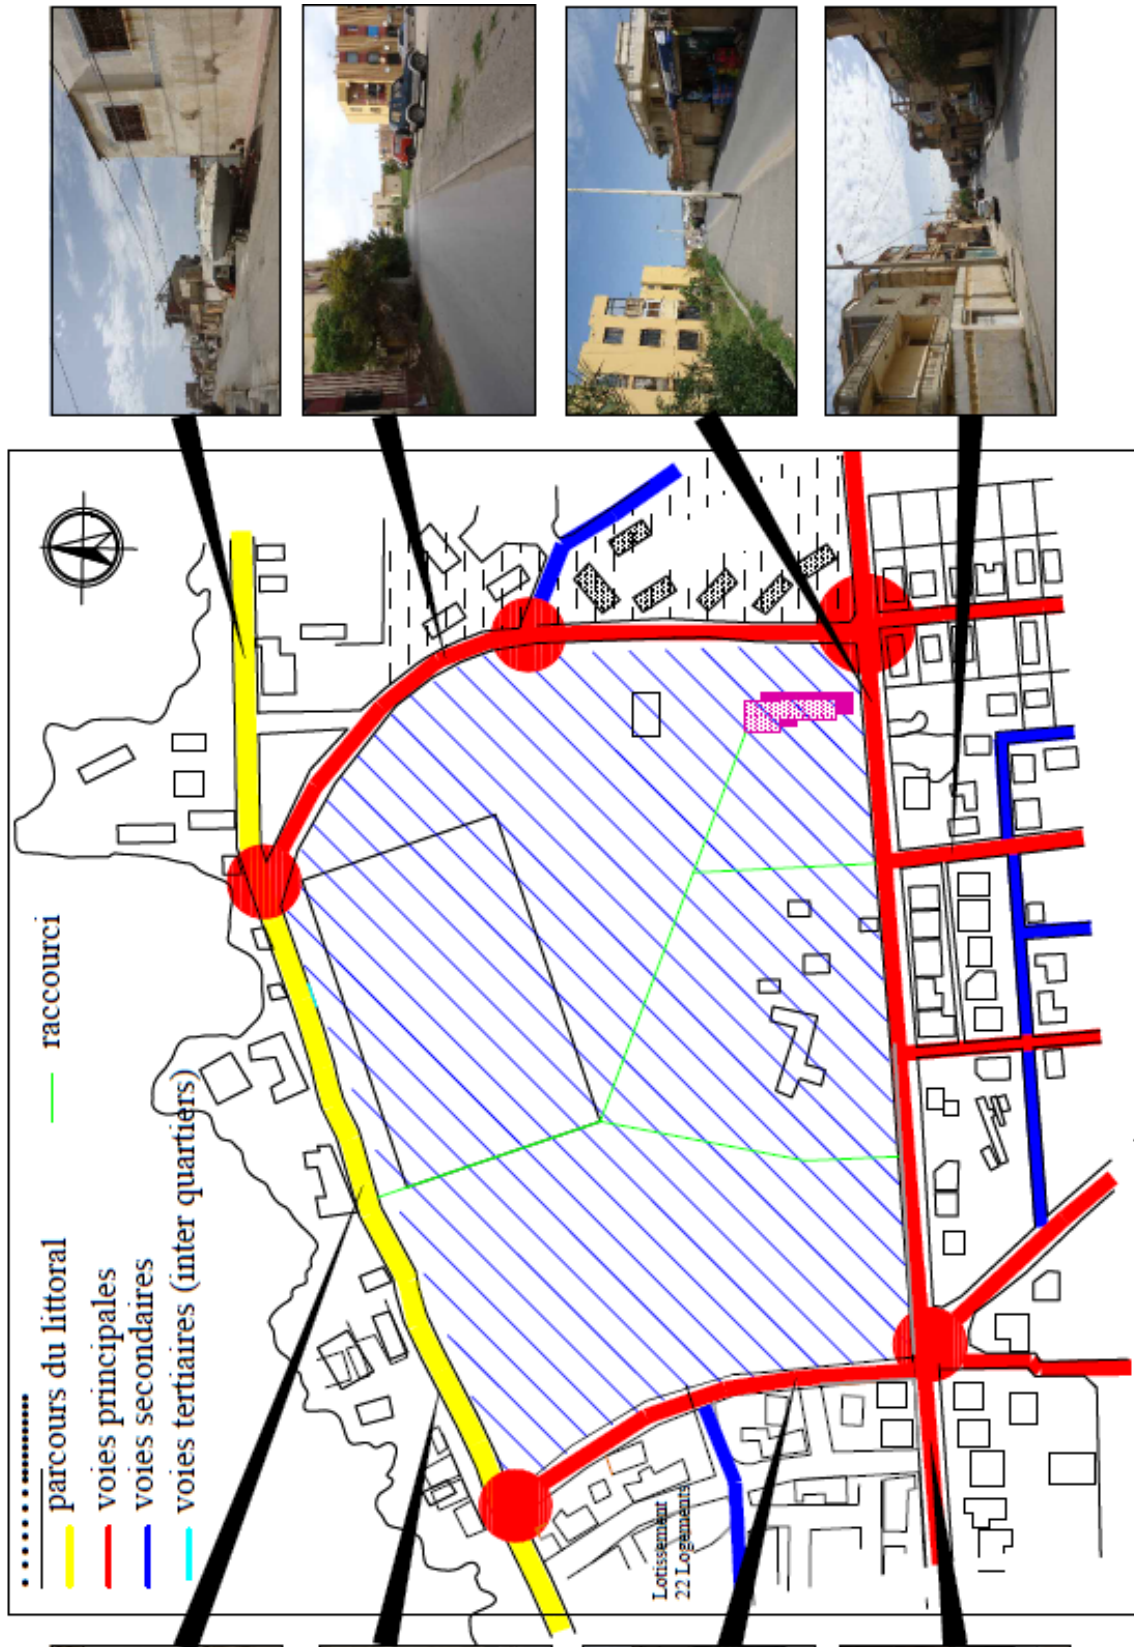 parcours du littoral
voies principales
voies secondaires
voies tertiaires (inter quartiers)
raccourci
Lotissement
22 Logements